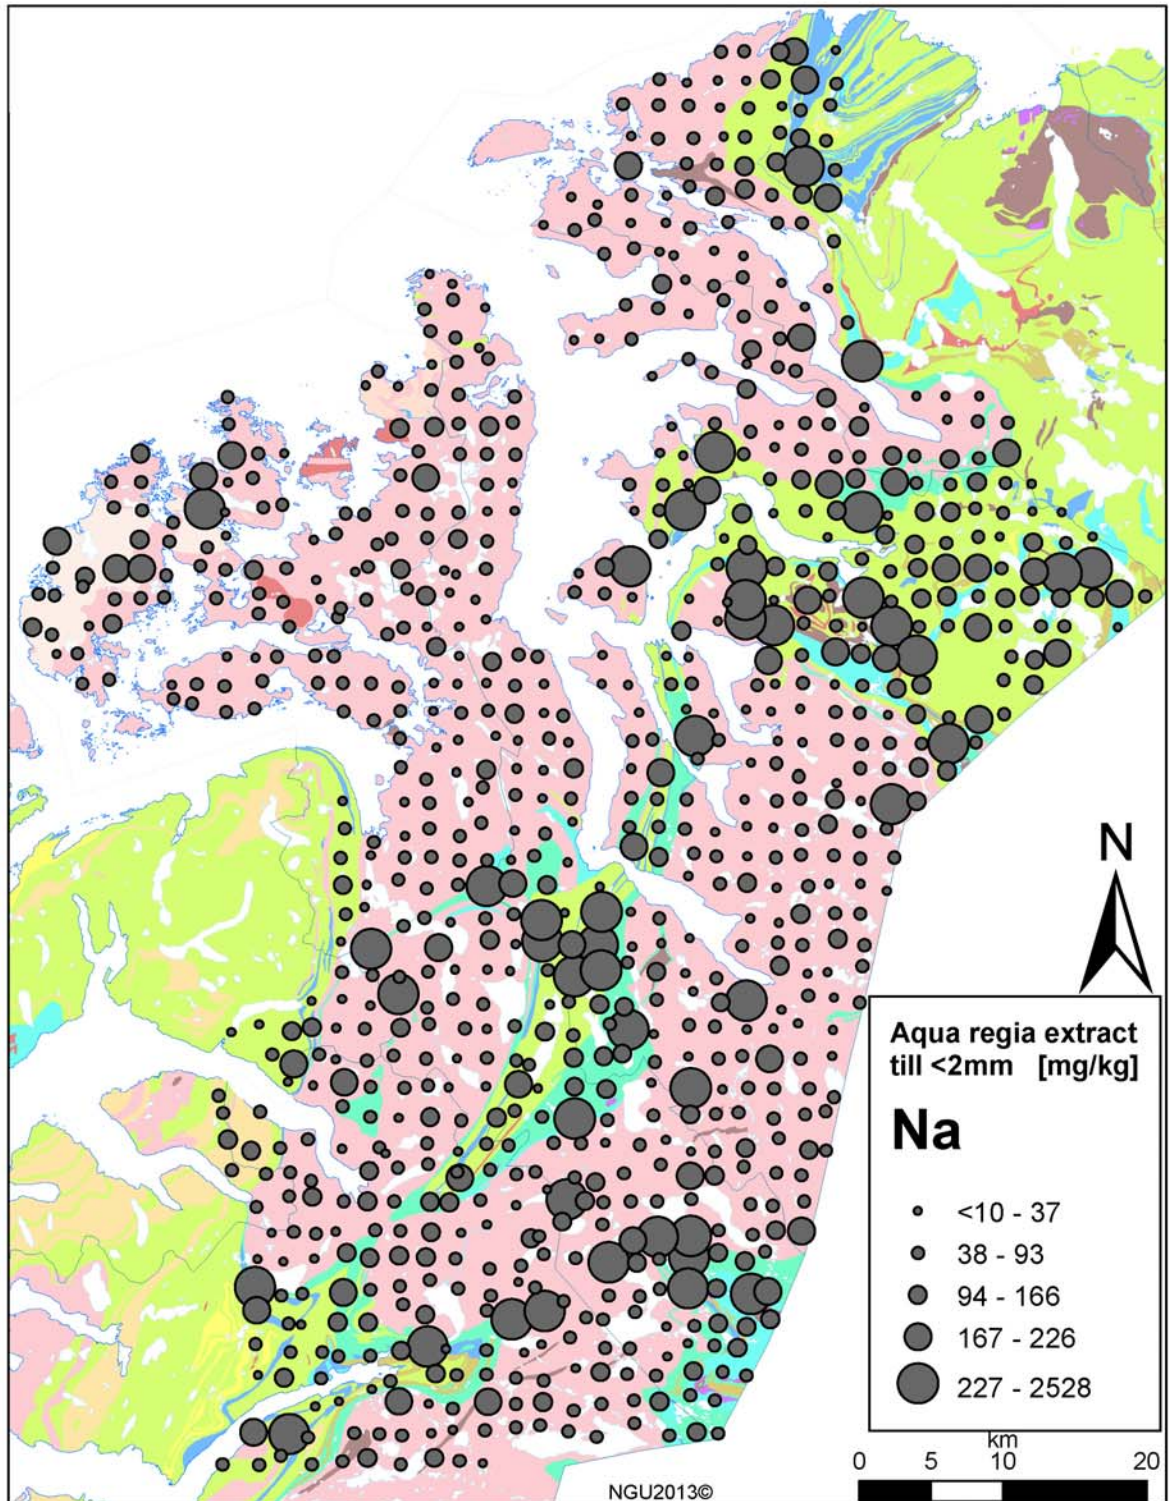 N
Aqua regia extract
till <2mm [mg/kg]
Na
<10 - 37
38 - 93
94 - 166
167 - 226
227 - 2528
km
0 5 10 20
NGU2013©